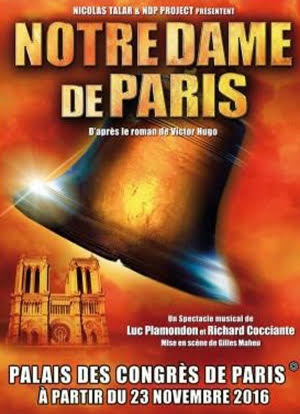 NICOLAS TALAR & NDP PROJECT PRÉSENTENT
NOTRE DAME
DE PARIS
D'après le roman de Victor Hugo
Un Spectacle musical de
Luc Plamondon et Richard Cocciante
Mise en scène de Gilles Maheu
PALAIS DES CONGRÈS DE PARIS
À PARTIR DU 23 NOVEMBRE 2016